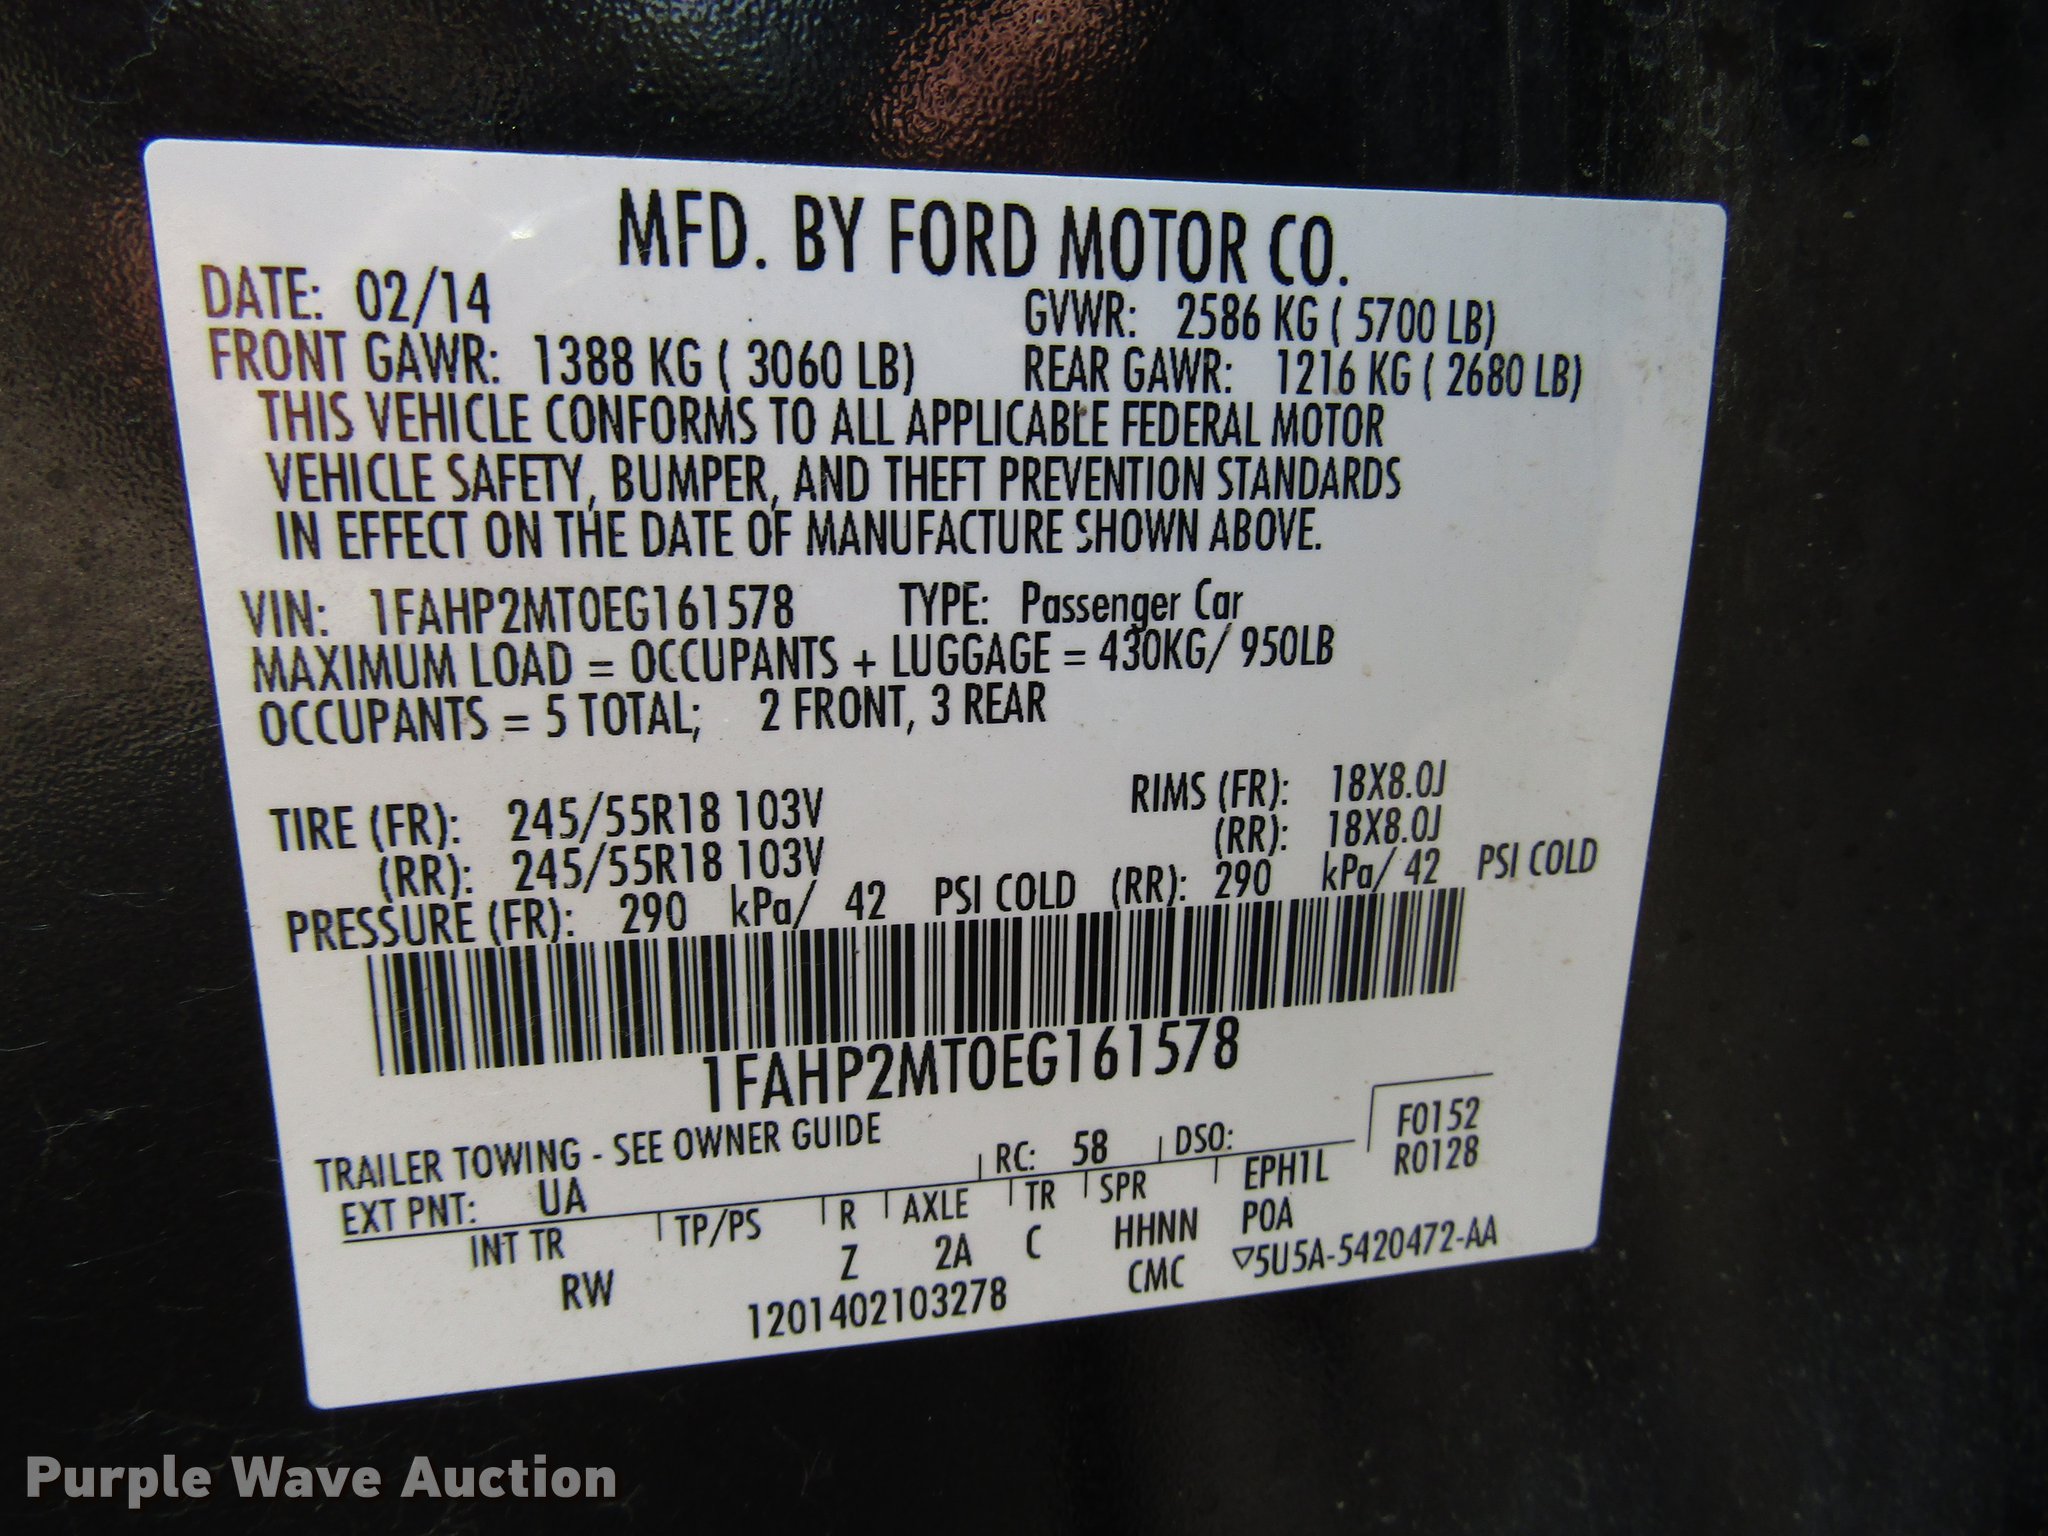 MFD. BY FORD MOTOR CO.
DATE: 02/14 GVWR: 2586 KG ( 5700 LB)
FRONT GAWR: 1388 KG ( 3060 LB) REAR GAWR: 1216 KG ( 2680 LB)
THIS VEHICLE CONFORMS TO ALL APPLICABLE FEDERAL MOTOR
VEHICLE SAFETY, BUMPER, AND THEFT PREVENTION STANDARDS
IN EFFECT ON THE DATE OF MANUFACTURE SHOWN ABOVE.
VIN: 1FAHP2MT0EG161578 TYPE: Passenger Car
MAXIMUM LOAD = OCCUPANTS + LUGGAGE = 430KG/ 950LB
OCCUPANTS = 5 TOTAL; 2 FRONT, 3 REAR
TIRE (FR): 245/55R18 103V RIMS (FR): 18X8.0J
(RR): 245/55R18 103V (RR): 18X8.0J
PRESSURE (FR): 290 kPa/ 42 PSI COLD (RR): 290 kPa/ 42 PSI COLD
1FAHP2MT0EG161578
TRAILER TOWING - SEE OWNER GUIDE
F0152
EXT PNT: UA RC: 58 DSO: R0128
INT TR TP/PS R AXLE TR SPR EPH1L
RW Z 2A C HHNN POA
1201402103278 CMC ▽5U5A-5420472-AA
Purple Wave Auction